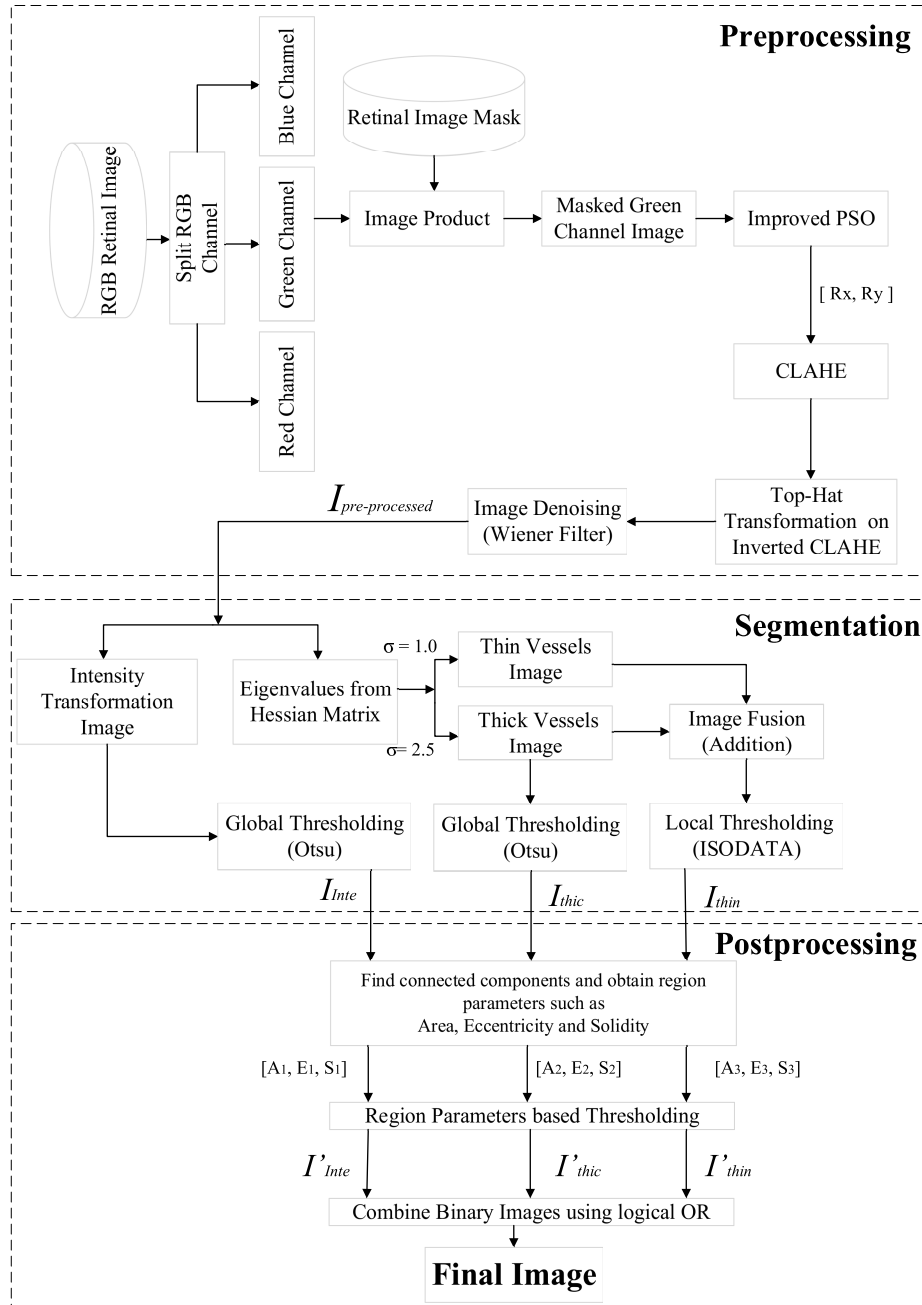 Preprocessing
RGB Retinal Image
Split RGB
Channel
Blue Channel
Green Channel
Red Channel
Retinal Image Mask
Image Product
Masked Green
Channel Image
Improved PSO
[ Rx, Ry ]
CLAHE
Top-Hat
Transformation on
Inverted CLAHE
Image Denoising
(Wiener Filter)
I pre-processed
Segmentation
Intensity
Transformation
Image
Eigenvalues from
Hessian Matrix
σ = 1.0
σ= 2.5
Thin Vessels
Image
Thick Vessels
Image
Image Fusion
(Addition)
Global Thresholding
(Otsu)
Global Thresholding
(Otsu)
Local Thresholding
(ISODATA)
I Inte
I thic
I thin
Postprocessing
Find connected components and obtain region
parameters such as
Area, Eccentricity and Solidity
[A1, E1, S1]
[A2, E2, S2]
[A3, E3, S3]
Region Parameters based Thresholding
I’ Inte
I’ thic
I’ thin
Combine Binary Images using logical OR
Final Image